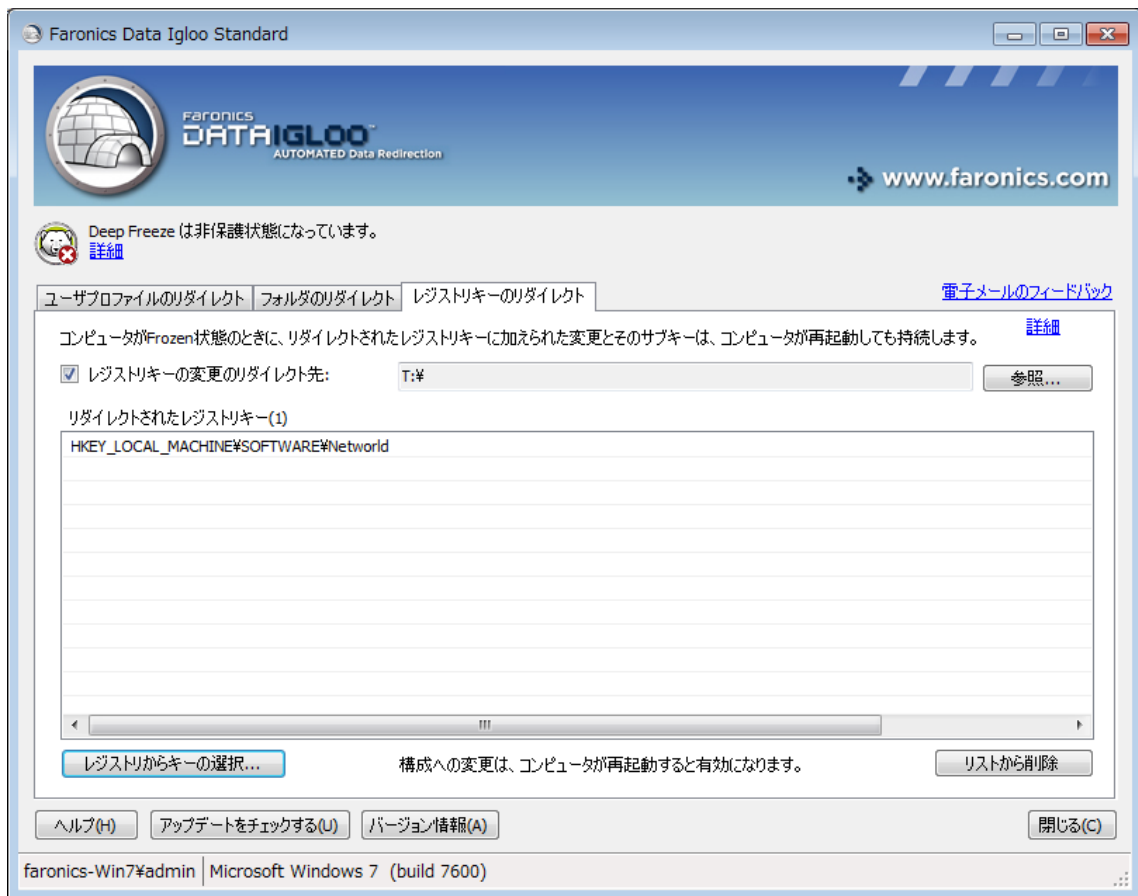 Faronics Data Igloo Standard
Faronics
DATAIGLOO™
AUTOMATED Data Redirection
www.faronics.com
Deep Freeze は非保護状態になっています。
詳細
ユーザプロファイルのリダイレクト フォルダのリダイレクト レジストリキーのリダイレクト
電子メールのフィードバック
コンピュータがFrozen状態のときに、リダイレクトされたレジストリキーに加えられた変更とそのサブキーは、コンピュータが再起動しても持続します。
詳細
レジストリキーの変更のリダイレクト先: T:¥ 参照...
リダイレクトされたレジストリキー(1)
HKEY_LOCAL_MACHINE¥SOFTWARE¥Networld
レジストリからキーの選択... 構成への変更は、コンピュータが再起動すると有効になります。 リストから削除
ヘルプ(H) アップデートをチェックする(U) バージョン情報(A) 閉じる(C)
faronics-Win7¥admin Microsoft Windows 7 (build 7600)